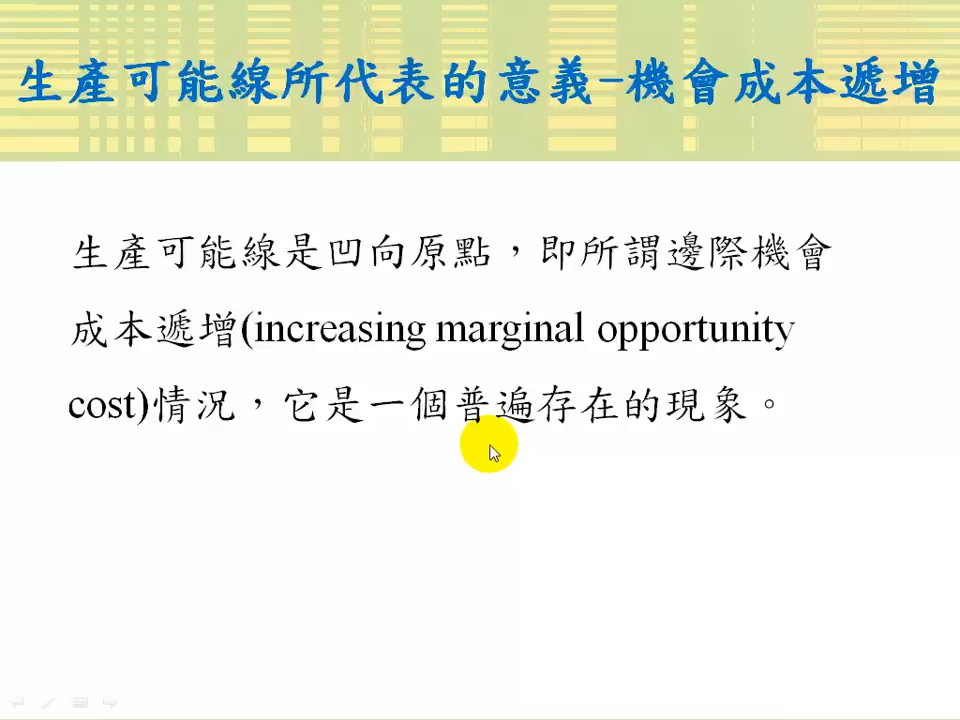 生產可能線所代表的意義-機會成本遞增
生產可能線是凹向原點，即所謂邊際機會
成本遞增(increasing marginal opportunity
cost)情況，它是一個普遍存在的現象。